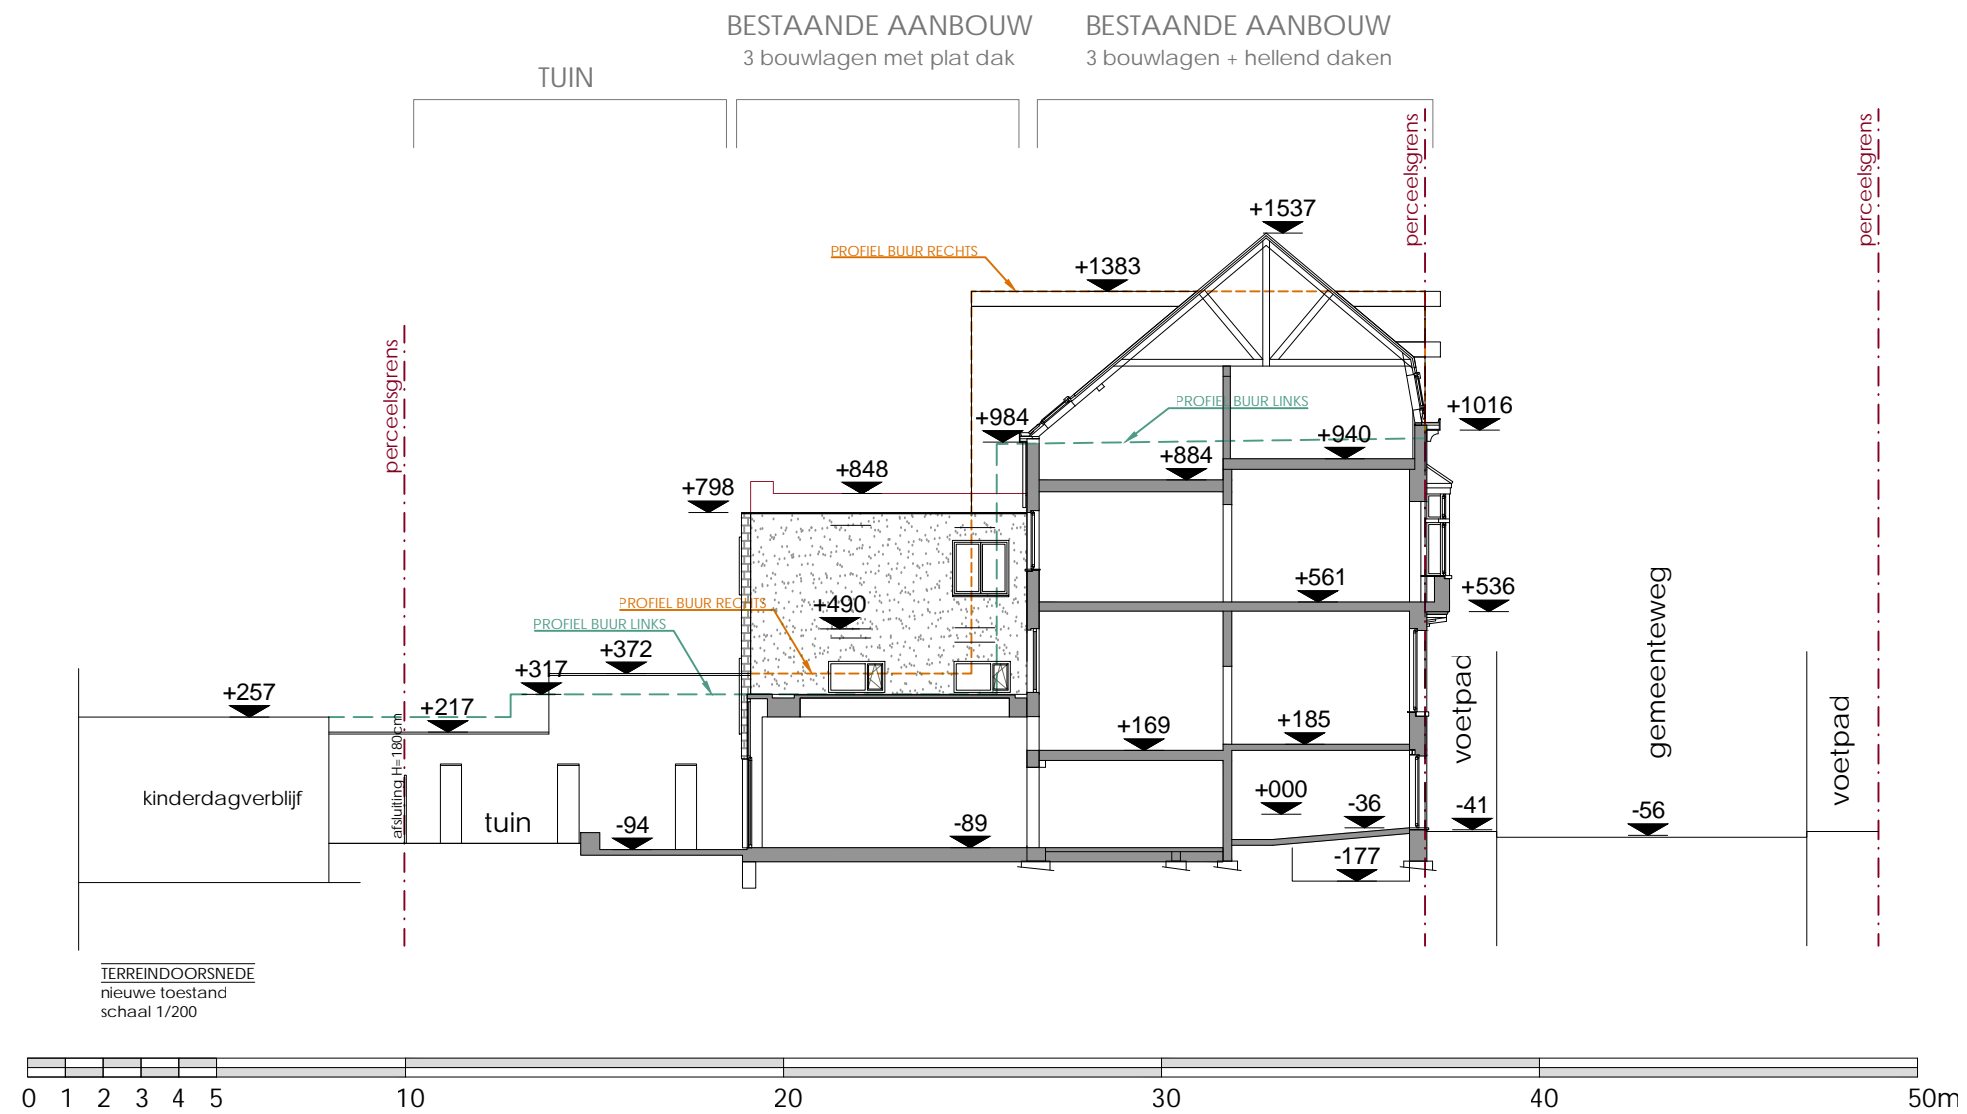 BESTAANDE AANBOUW
3 bouwlagen met plat dak
BESTAANDE AANBOUW
3 bouwlagen + hellend daken
TUIN
perceelsgrens
perceelsgrens
+1537
PROFIEL BUUR RECHTS
+1383
perceelsgrens
PROFIEL BUUR LINKS
+984
+1016
+940
+884
+848
+798
+561
+536
PROFIEL BUUR RECHTS
+490
PROFIEL BUUR LINKS
+372
+317
+257
+217
+169
+185
voetpad
gemeenteweg
voetpad
afsluiting H=180cm
kinderdagverblijf
tuin
+000
-94
-89
-36
-41
-56
-177
TERREINDOORSNEDE
nieuwe toestand
schaal 1/200
0 1 2 3 4 5 10 20 30 40 50m